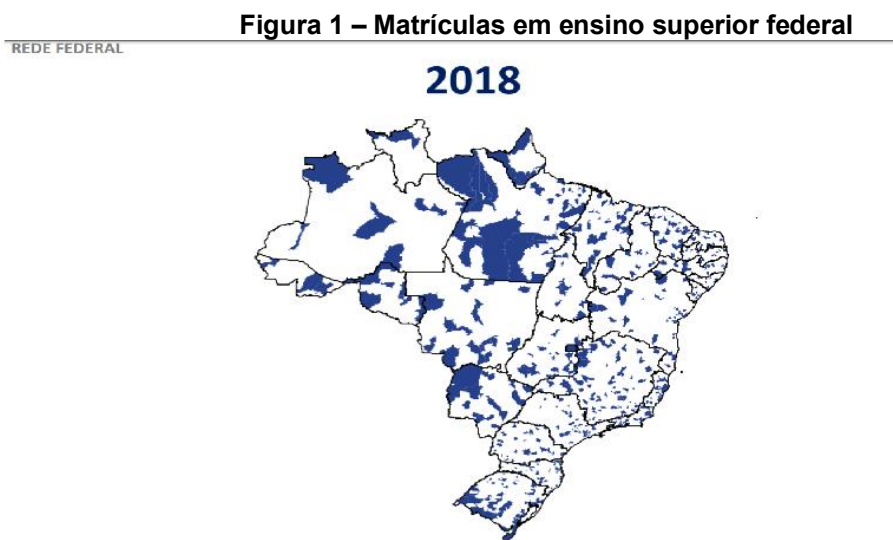 Figura 1 – Matrículas em ensino superior federal
REDE FEDERAL
2018